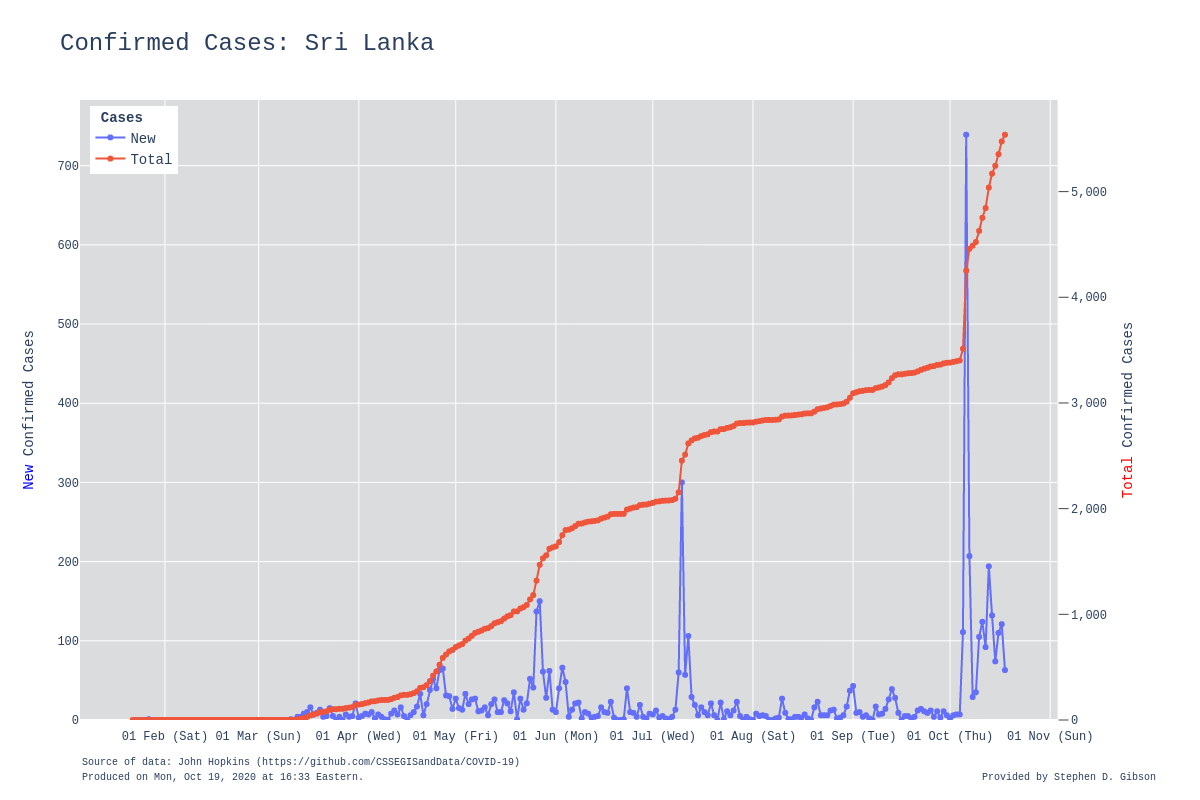 Confirmed Cases: Sri Lanka
Cases
New
Total
700
600
500
400
300
200
100
0
New Confirmed Cases
5,000
4,000
3,000
2,000
1,000
0
Total Confirmed Cases
01 Feb (Sat) 01 Mar (Sun) 01 Apr (Wed) 01 May (Fri) 01 Jun (Mon) 01 Jul (Wed) 01 Aug (Sat) 01 Sep (Tue) 01 Oct (Thu) 01 Nov (Sun)
Source of data: John Hopkins (https://github.com/CSSEGISandData/COVID-19)
Produced on Mon, Oct 19, 2020 at 16:33 Eastern.
Provided by Stephen D. Gibson